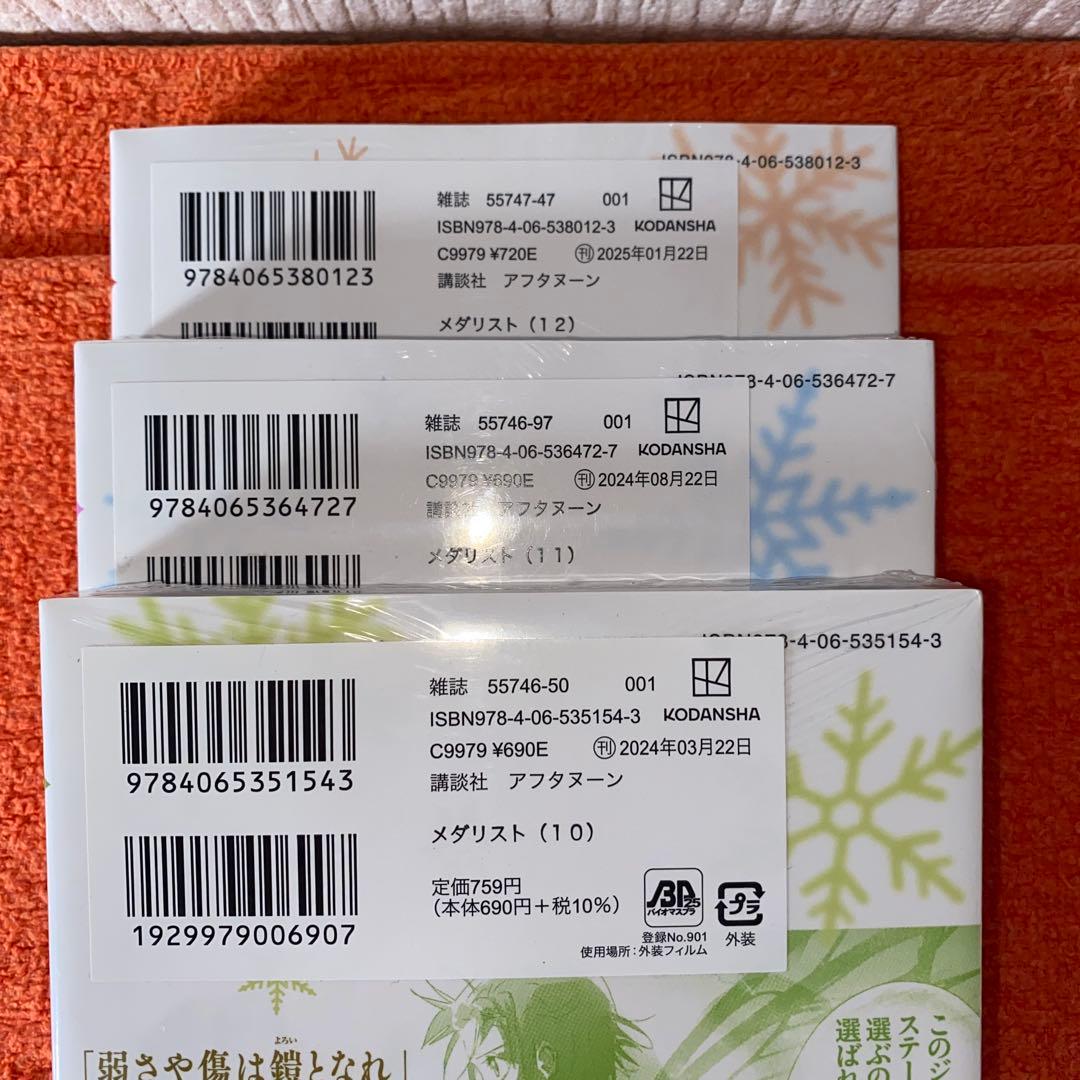 ISBN978-4-06-538012-3
雑誌 55747-47 001
ISBN978-4-06-538012-3 KODANSHA
C9979 ¥720E ㊗2025年01月22日
9784065380123
講談社 アフタヌーン
メダリスト（12）
ISBN978-4-06-536472-7
雑誌 55746-97 001
ISBN978-4-06-536472-7 KODANSHA
C9979 ¥690E 刊 2024年08月22日
9784065364727
講談社 アフタヌーン
メダリスト（11）
ISBN978-4-06-535154-3
雑誌 55746-50 001
ISBN978-4-06-535154-3 KODANSHA
C9979 ¥690E 刊 2024年03月22日
9784065351543
講談社 アフタヌーン
メダリスト（10）
定価759円
（本体690円＋税10％）
1929979006907
バイオマスプラ 25
プラ
登録No.901 外装
使用場所：外装フィルム
よろい
「弱さや傷は鎧となれ」
このジ
ステー
選ぶの
選ばれ